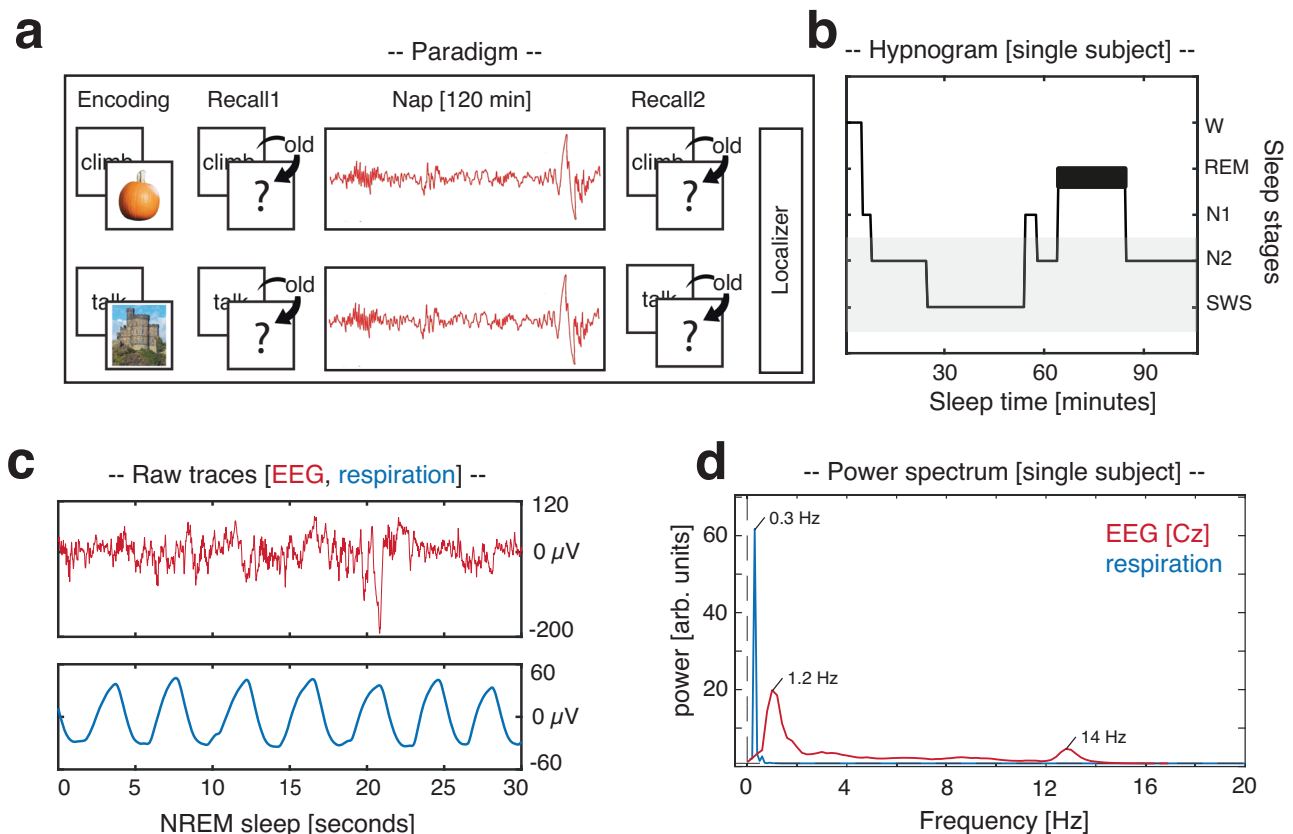 a
-- Paradigm --
Encoding
Recall1
Nap [120 min]
Recall2
climb
climb
old
?
climb
old
?
talk
talk
old
?
talk
old
?
Localizer
b
-- Hypnogram [single subject] --
W
REM
N1
N2
SWS
Sleep stages
30
60
90
Sleep time [minutes]
c
-- Raw traces [EEG, respiration] --
120
0 µV
-200
60
0 µV
-60
0
5
10
15
20
25
30
NREM sleep [seconds]
d
-- Power spectrum [single subject] --
0.3 Hz
EEG [Cz]
respiration
1.2 Hz
14 Hz
60
40
20
power [arb. units]
0
4
8
12
16
20
Frequency [Hz]